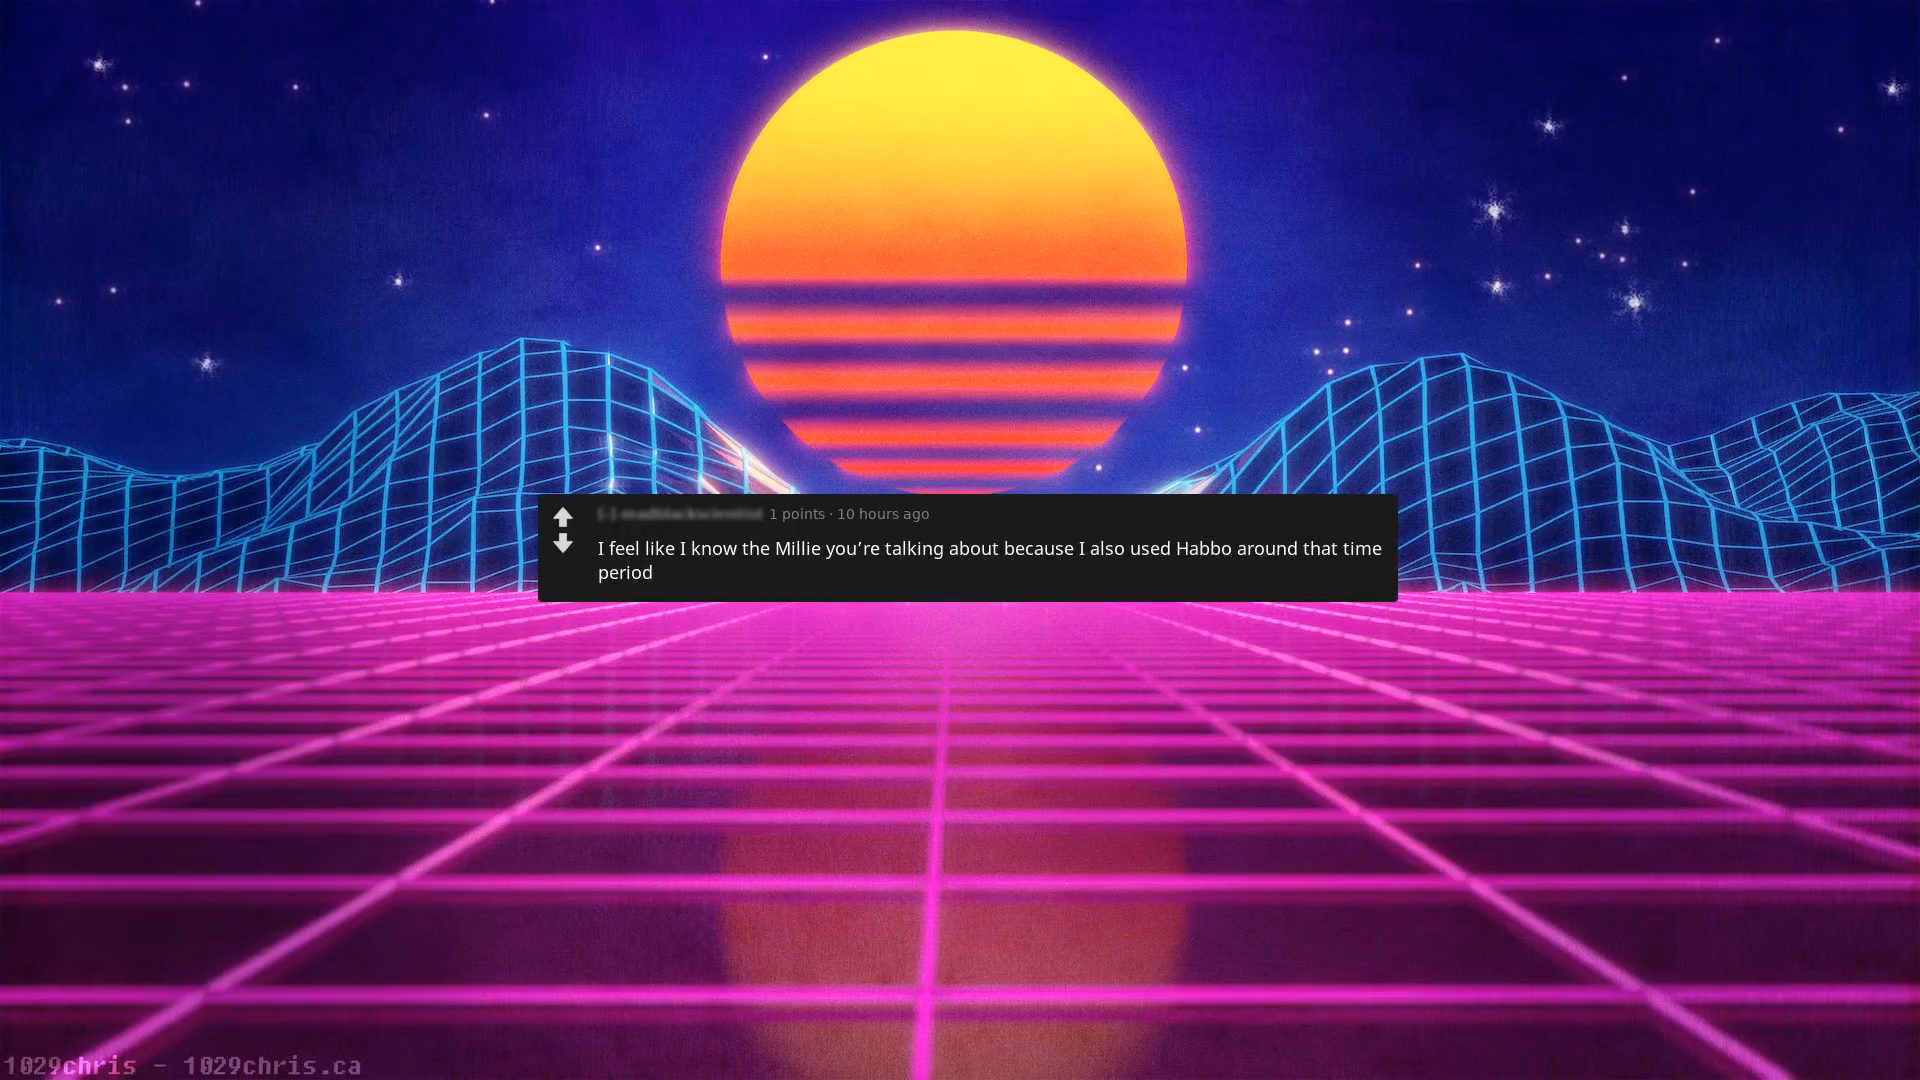 1 points · 10 hours ago
I feel like I know the Millie you’re talking about because I also used Habbo around that time
period
1029chris - 1029chris.ca